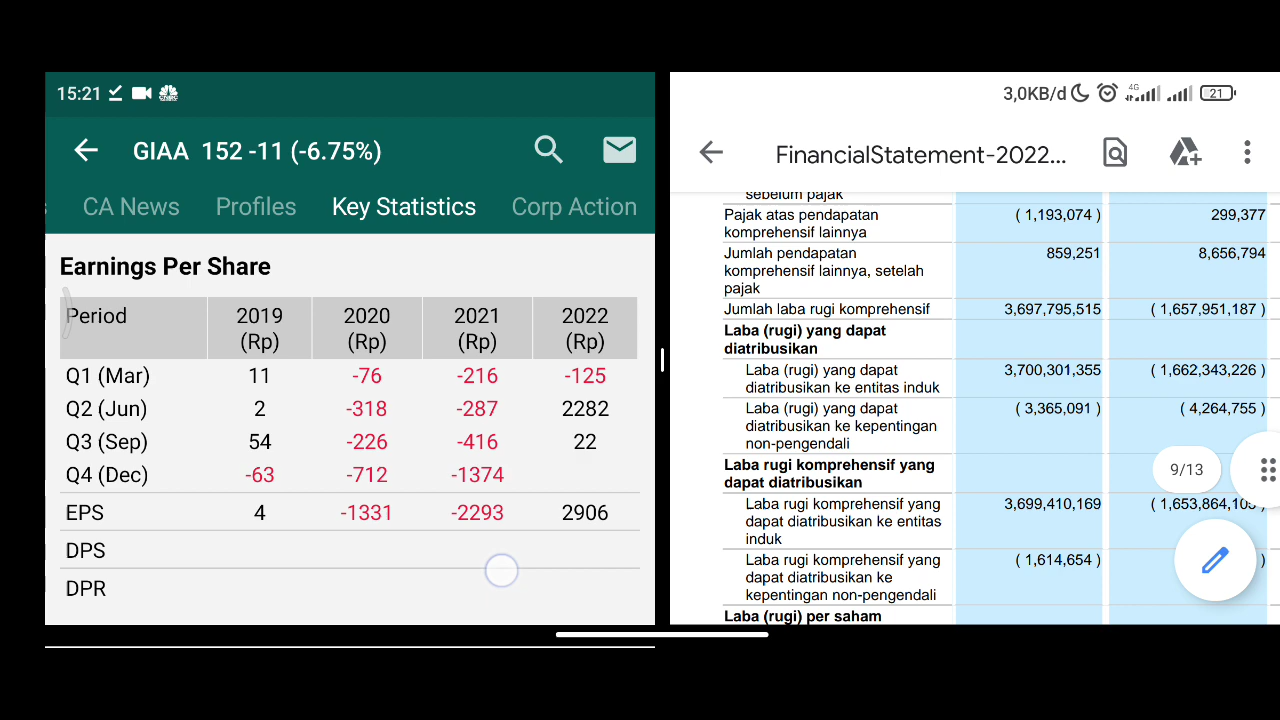 15:21
GIAA 152 -11 (-6.75%)
CA News Profiles Key Statistics Corp Action
Earnings Per Share
Period 2019 (Rp) 2020 (Rp) 2021 (Rp) 2022 (Rp)
Q1 (Mar) 11 -76 -216 -125
Q2 (Jun) 2 -318 -287 2282
Q3 (Sep) 54 -226 -416 22
Q4 (Dec) -63 -712 -1374
EPS 4 -1331 -2293 2906
DPS
DPR
3,0KB/d 4G 21
FinancialStatement-2022...
sebelum pajak
Pajak atas pendapatan ( 1,193,074 ) 299,377
komprehensif lainnya
Jumlah pendapatan 859,251 8,656,794
komprehensif lainnya, setelah
pajak
Jumlah laba rugi komprehensif 3,697,795,515 ( 1,657,951,187 )
Laba (rugi) yang dapat
diatribusikan
Laba (rugi) yang dapat 3,700,301,355 ( 1,662,343,226 )
diatribusikan ke entitas induk
Laba (rugi) yang dapat ( 3,365,091 ) ( 4,264,755 )
diatribusikan ke kepentingan
non-pengendali
Laba rugi komprehensif yang
dapat diatribusikan
9/13
Laba rugi komprehensif yang 3,699,410,169
dapat diatribusikan ke entitas
induk
Laba rugi komprehensif yang ( 1,614,654 ) )
dapat diatribusikan ke
kepentingan non-pengendali
Laba (rugi) per saham